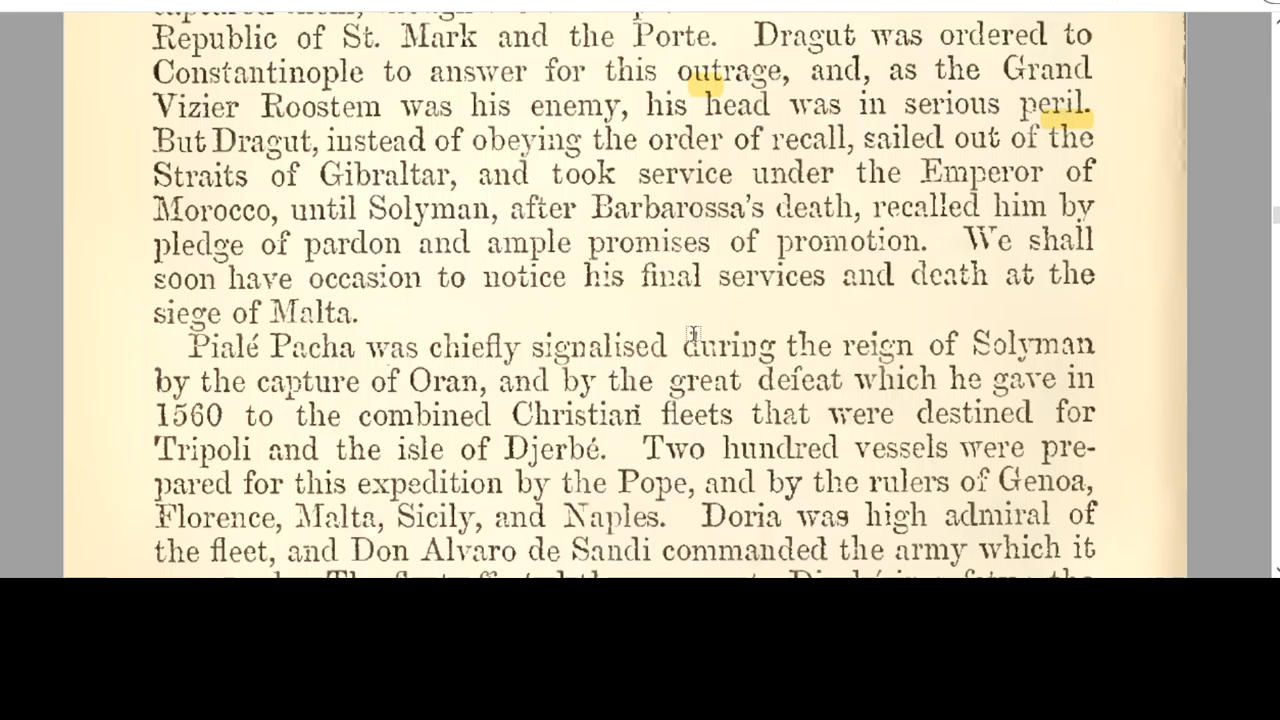 Republic of St. Mark and the Porte. Dragut was ordered to
Constantinople to answer for this outrage, and, as the Grand
Vizier Roostem was his enemy, his head was in serious peril.
But Dragut, instead of obeying the order of recall, sailed out of the
Straits of Gibraltar, and took service under the Emperor of
Morocco, until Solyman, after Barbarossa's death, recalled him by
pledge of pardon and ample promises of promotion. We shall
soon have occasion to notice his final services and death at the
siege of Malta.
Pialé Pacha was chiefly signalised during the reign of Solyman
by the capture of Oran, and by the great defeat which he gave in
1560 to the combined Christian fleets that were destined for
Tripoli and the isle of Djerbé. Two hundred vessels were pre-
pared for this expedition by the Pope, and by the rulers of Genoa,
Florence, Malta, Sicily, and Naples. Doria was high admiral of
the fleet, and Don Alvaro de Sandi commanded the army which it